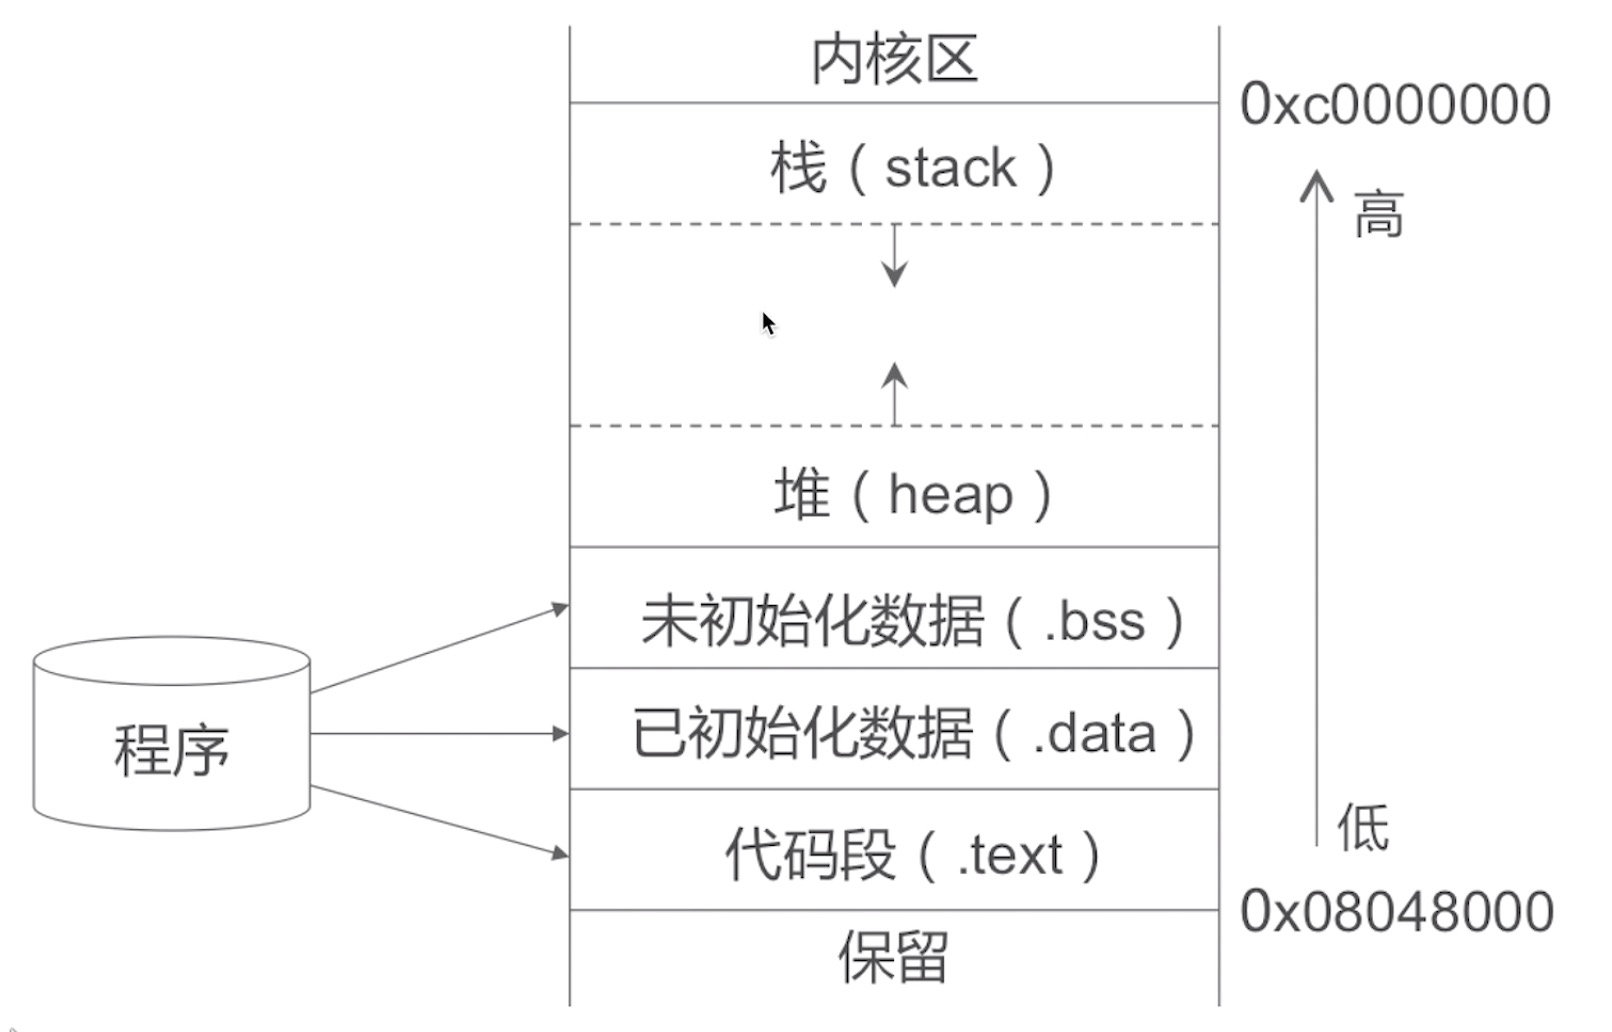 内核区
0xc0000000
栈（stack）
高
堆（heap）
未初始化数据（.bss）
程序
已初始化数据（.data）
代码段（.text）
低
0x08048000
保留